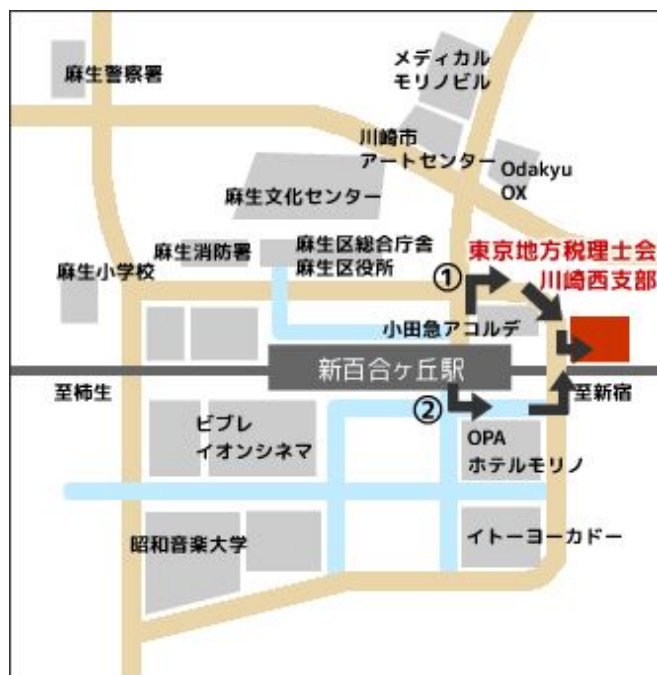 麻生警察署
メディカル
モリノビル
川崎市
アートセンター
Odakyu
OX
麻生文化センター
麻生消防署
麻生区総合庁舎
麻生区役所
東京地方税理士会
川崎西支部
麻生小学校
①
小田急アコルデ
新百合ヶ丘駅
至柿生
至新宿
②
ビブレ
イオンシネマ
OPA
ホテルモリノ
昭和音楽大学
イトーヨーカドー